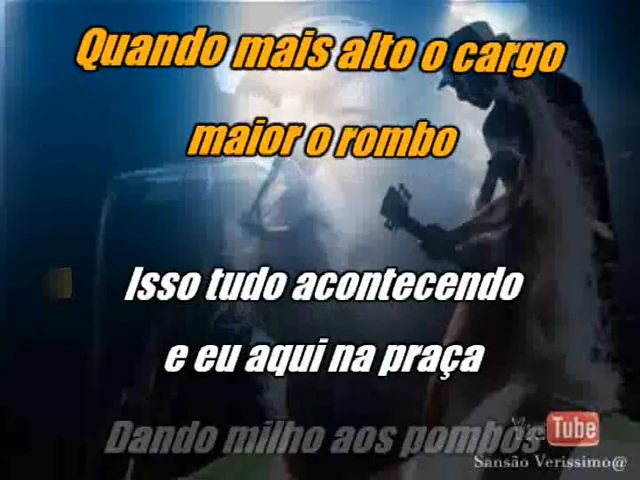 Quando mais alto o cargo
maior o rombo
Isso tudo acontecendo
e eu aqui na praça
Dando milho aos pombos
You Tube
Sansão Verissimo@